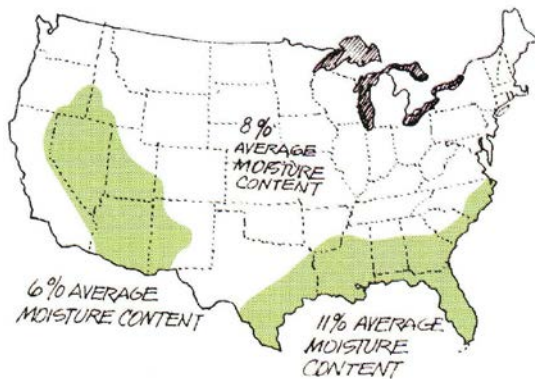 8%
AVERAGE
MOISTURE
CONTENT
6% AVERAGE
MOISTURE CONTENT
11% AVERAGE
MOISTURE
CONTENT